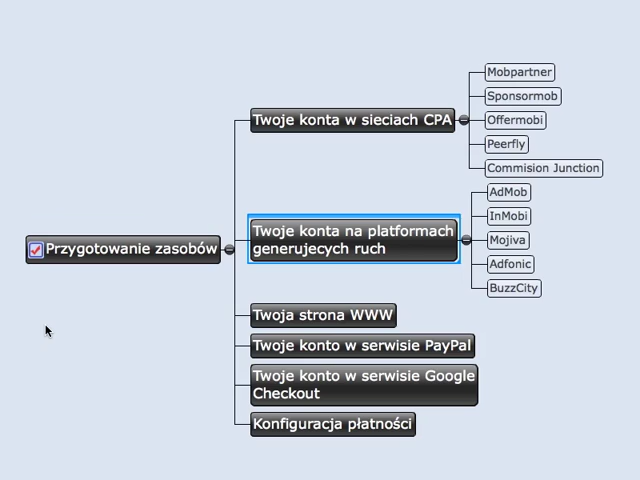 Przygotowanie zasobów
Twoje konta w sieciach CPA
Mobpartner
Sponsormob
Offermobi
Peerfly
Commision Junction
Twoje konta na platformach
generujecych ruch
AdMob
InMobi
Mojiva
Adfonic
BuzzCity
Twoja strona WWW
Twoje konto w serwisie PayPal
Twoje konto w serwisie Google
Checkout
Konfiguracja płatności